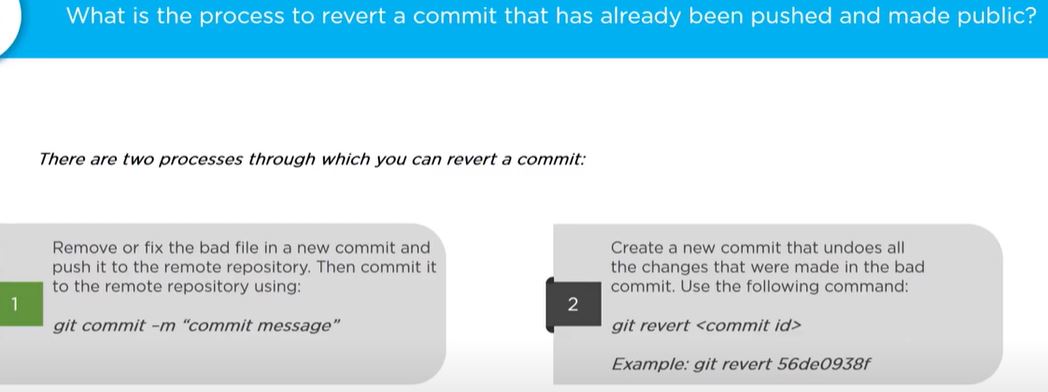 What is the process to revert a commit that has already been pushed and made public?
There are two processes through which you can revert a commit:
1
Remove or fix the bad file in a new commit and
push it to the remote repository. Then commit it
to the remote repository using:
git commit –m “commit message”
2
Create a new commit that undoes all
the changes that were made in the bad
commit. Use the following command:
git revert <commit id>
Example: git revert 56de0938f